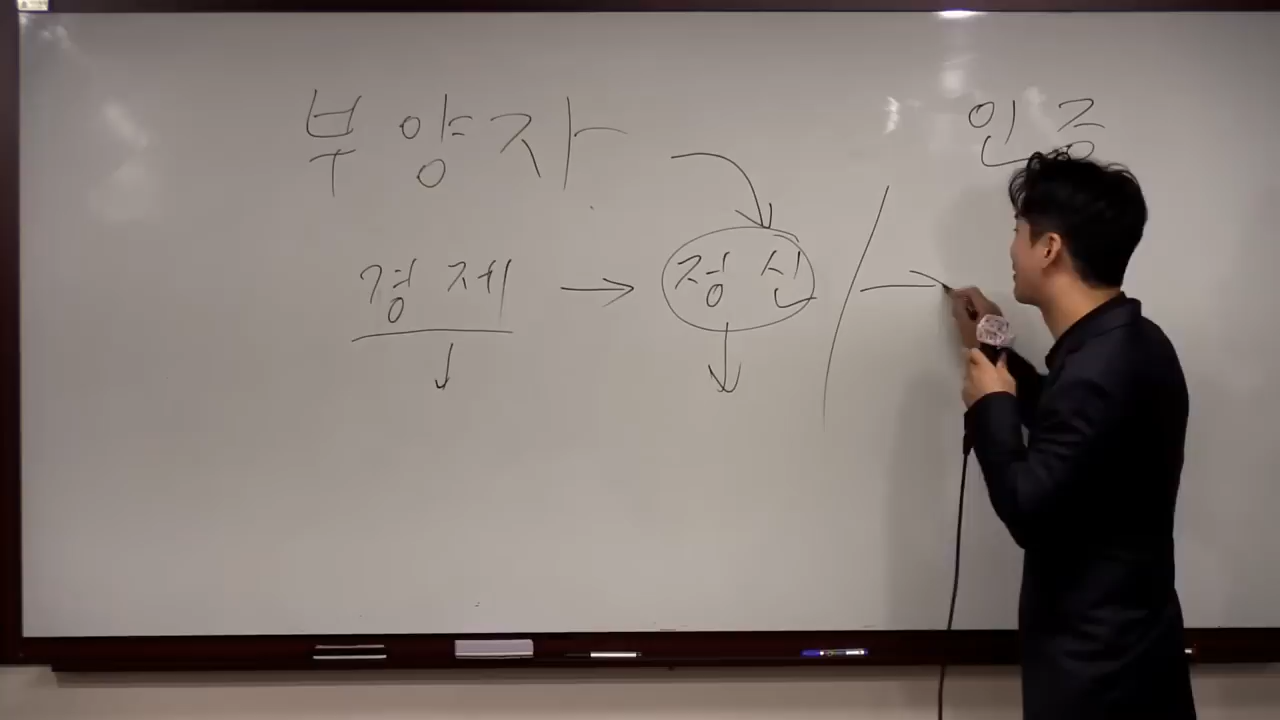 부양자
인증
경제 → 정신 / →